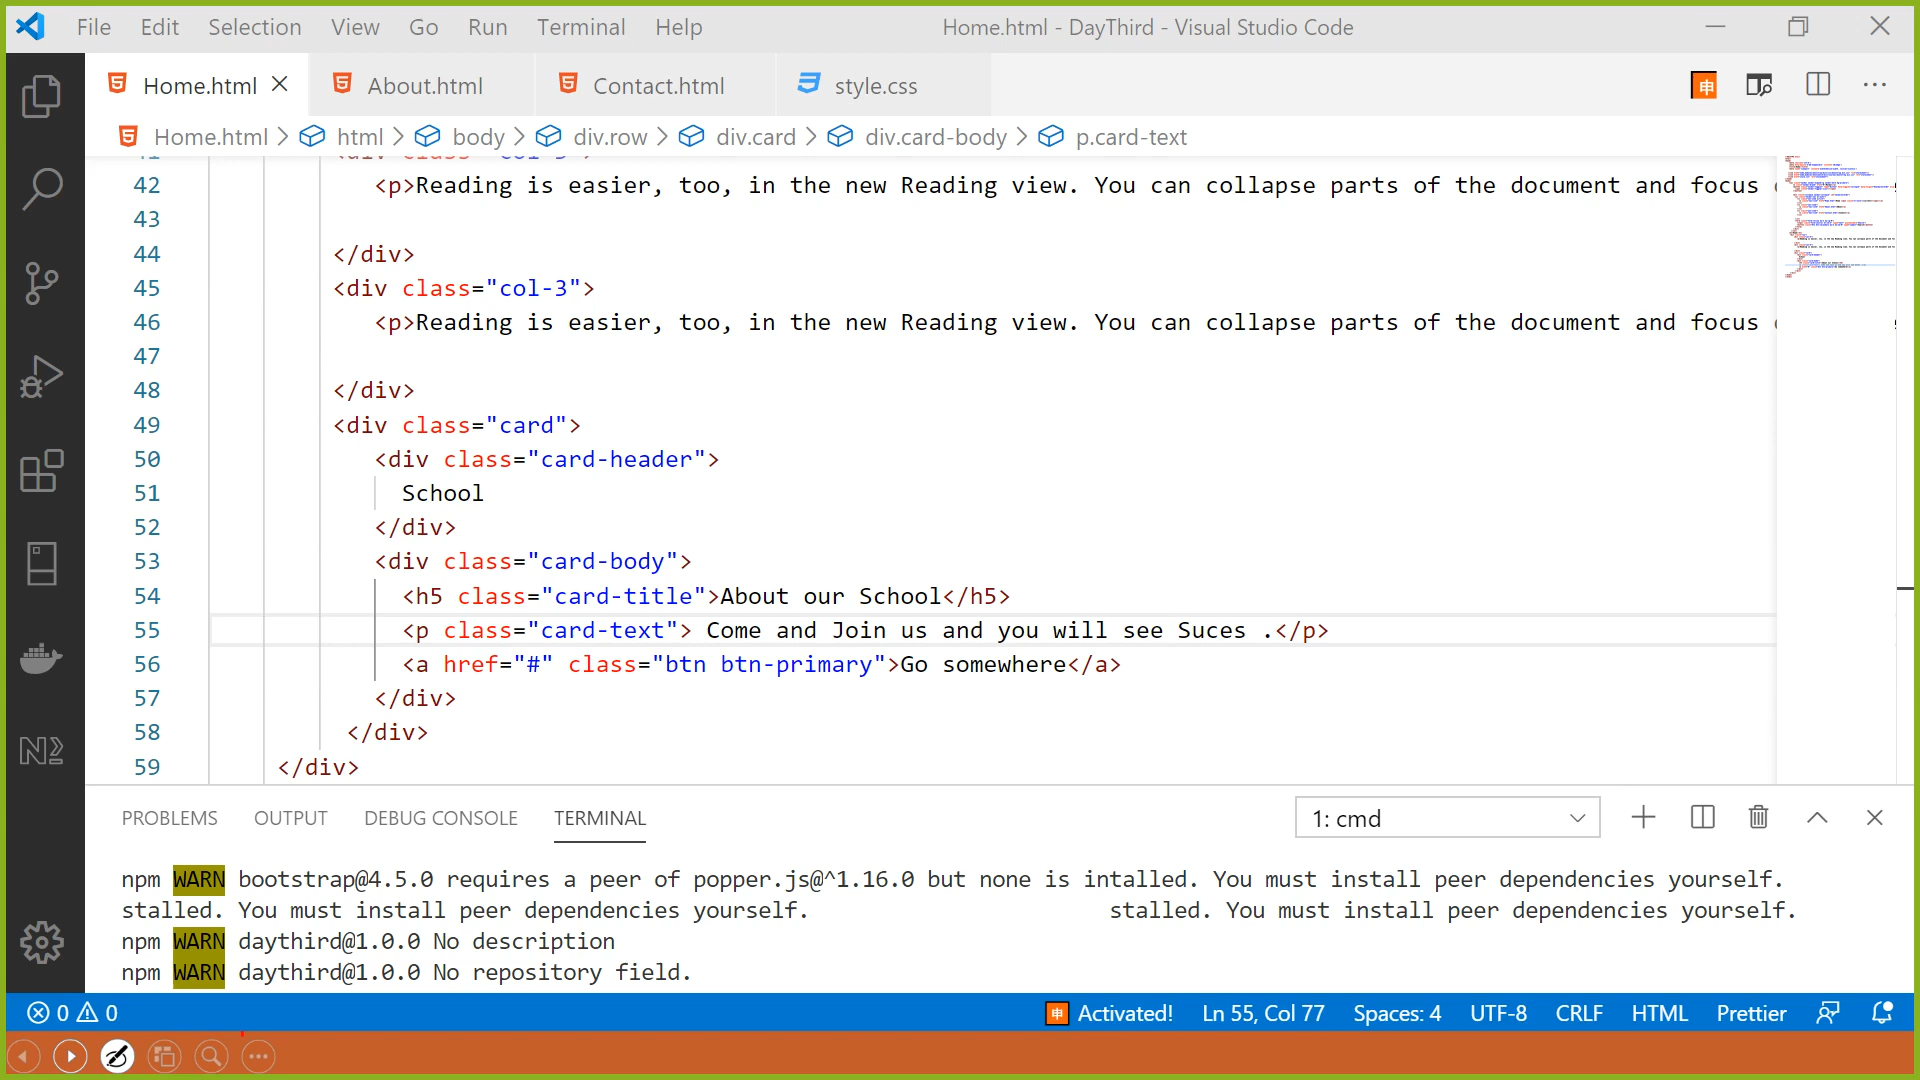 File Edit Selection View Go Run Terminal Help Home.html - DayThird - Visual Studio Code
Home.html About.html Contact.html style.css
Home.html > html > body > div.row > div.card > div.card-body > p.card-text
42 <p>Reading is easier, too, in the new Reading view. You can collapse parts of the document and focus
43
44 </div>
45 <div class="col-3">
46 <p>Reading is easier, too, in the new Reading view. You can collapse parts of the document and focus
47
48 </div>
49 <div class="card">
50 <div class="card-header">
51 School
52 </div>
53 <div class="card-body">
54 <h5 class="card-title">About our School</h5>
55 <p class="card-text"> Come and Join us and you will see Suces .</p>
56 <a href="#" class="btn btn-primary">Go somewhere</a>
57 </div>
58 </div>
59 </div>
PROBLEMS OUTPUT DEBUG CONSOLE TERMINAL 1: cmd
npm WARN bootstrap@4.5.0 requires a peer of popper.js@^1.16.0 but none is intalled. You must install peer dependencies yourself.
stalled. You must install peer dependencies yourself. stalled. You must install peer dependencies yourself.
npm WARN daythird@1.0.0 No description
npm WARN daythird@1.0.0 No repository field.
0 0 Activated! Ln 55, Col 77 Spaces: 4 UTF-8 CRLF HTML Prettier